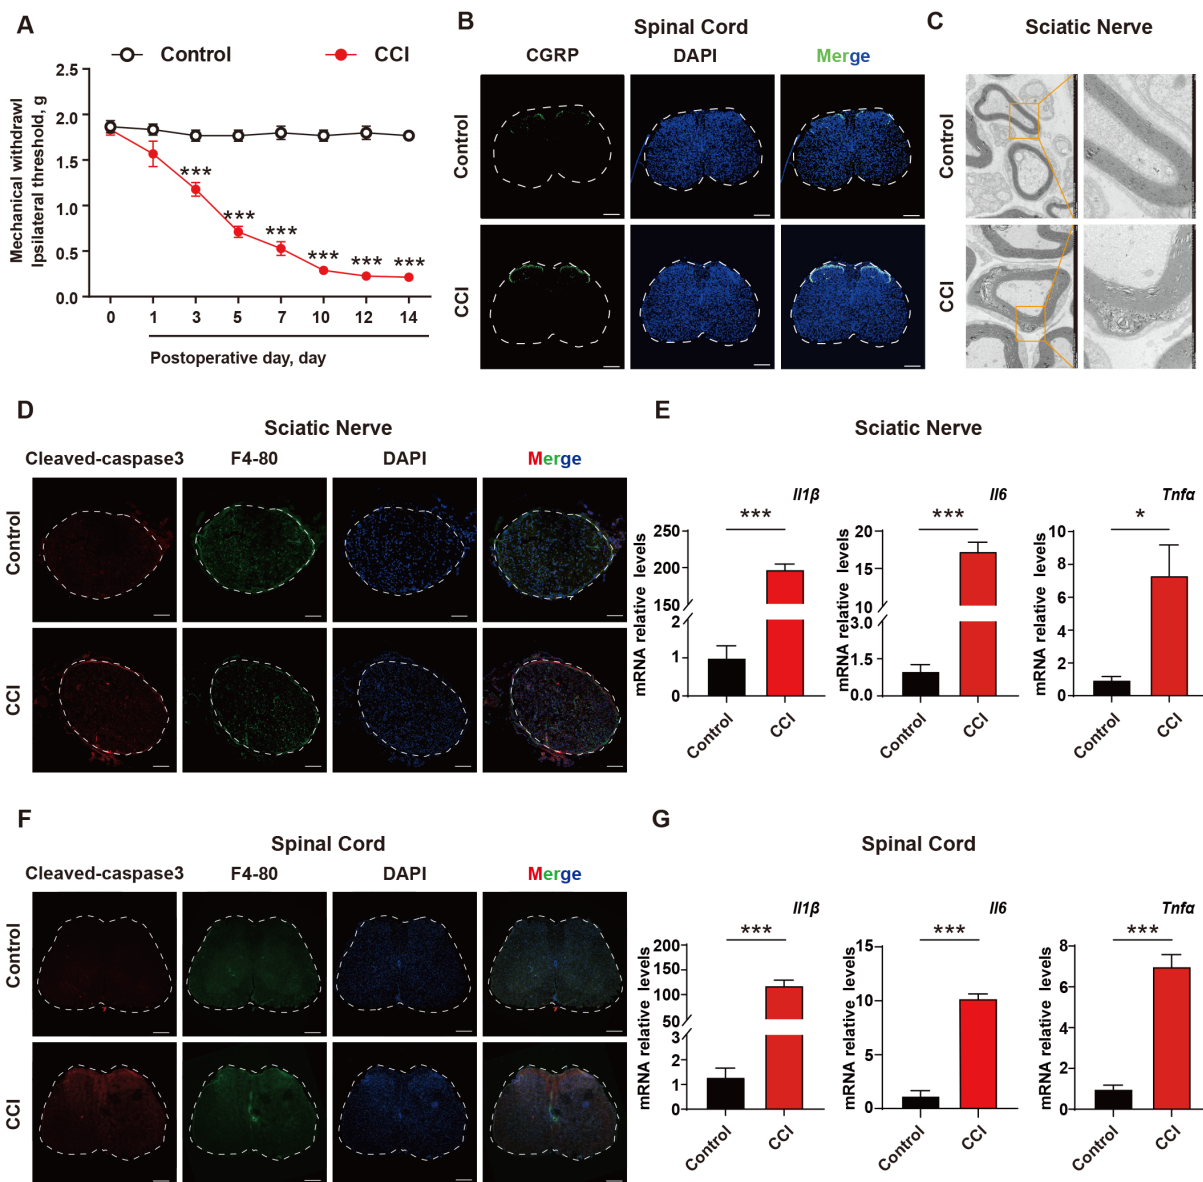 A
Control
CCI
Mechanical withdrawl
Ipsilateral threshold, g
2.5
2.0
1.5
1.0
0.5
0.0
***
***
***
***
***
***
0
1
3
5
7
10
12
14
Postoperative day, day
B
Spinal Cord
CGRP
DAPI
Merge
Control
CCI
C
Sciatic Nerve
Control
CCI
D
Sciatic Nerve
Cleaved-caspase3
F4-80
DAPI
Merge
Control
CCI
E
Sciatic Nerve
Il1β
***
mRNA relative levels
250
200
150
2
1
0
Control
CCI
Il6
***
mRNA relative levels
20
15
10
3.0
1.5
0.0
Control
CCI
Tnfα
*
mRNA relative levels
10
8
6
4
2
0
Control
CCI
F
Spinal Cord
Cleaved-caspase3
F4-80
DAPI
Merge
Control
CCI
G
Spinal Cord
Il1β
***
mRNA relative levels
200
150
100
50
3
2
1
0
Control
CCI
Il6
***
mRNA relative levels
15
10
5
0
Control
CCI
Tnfα
***
mRNA relative levels
8
6
4
2
0
Control
CCI